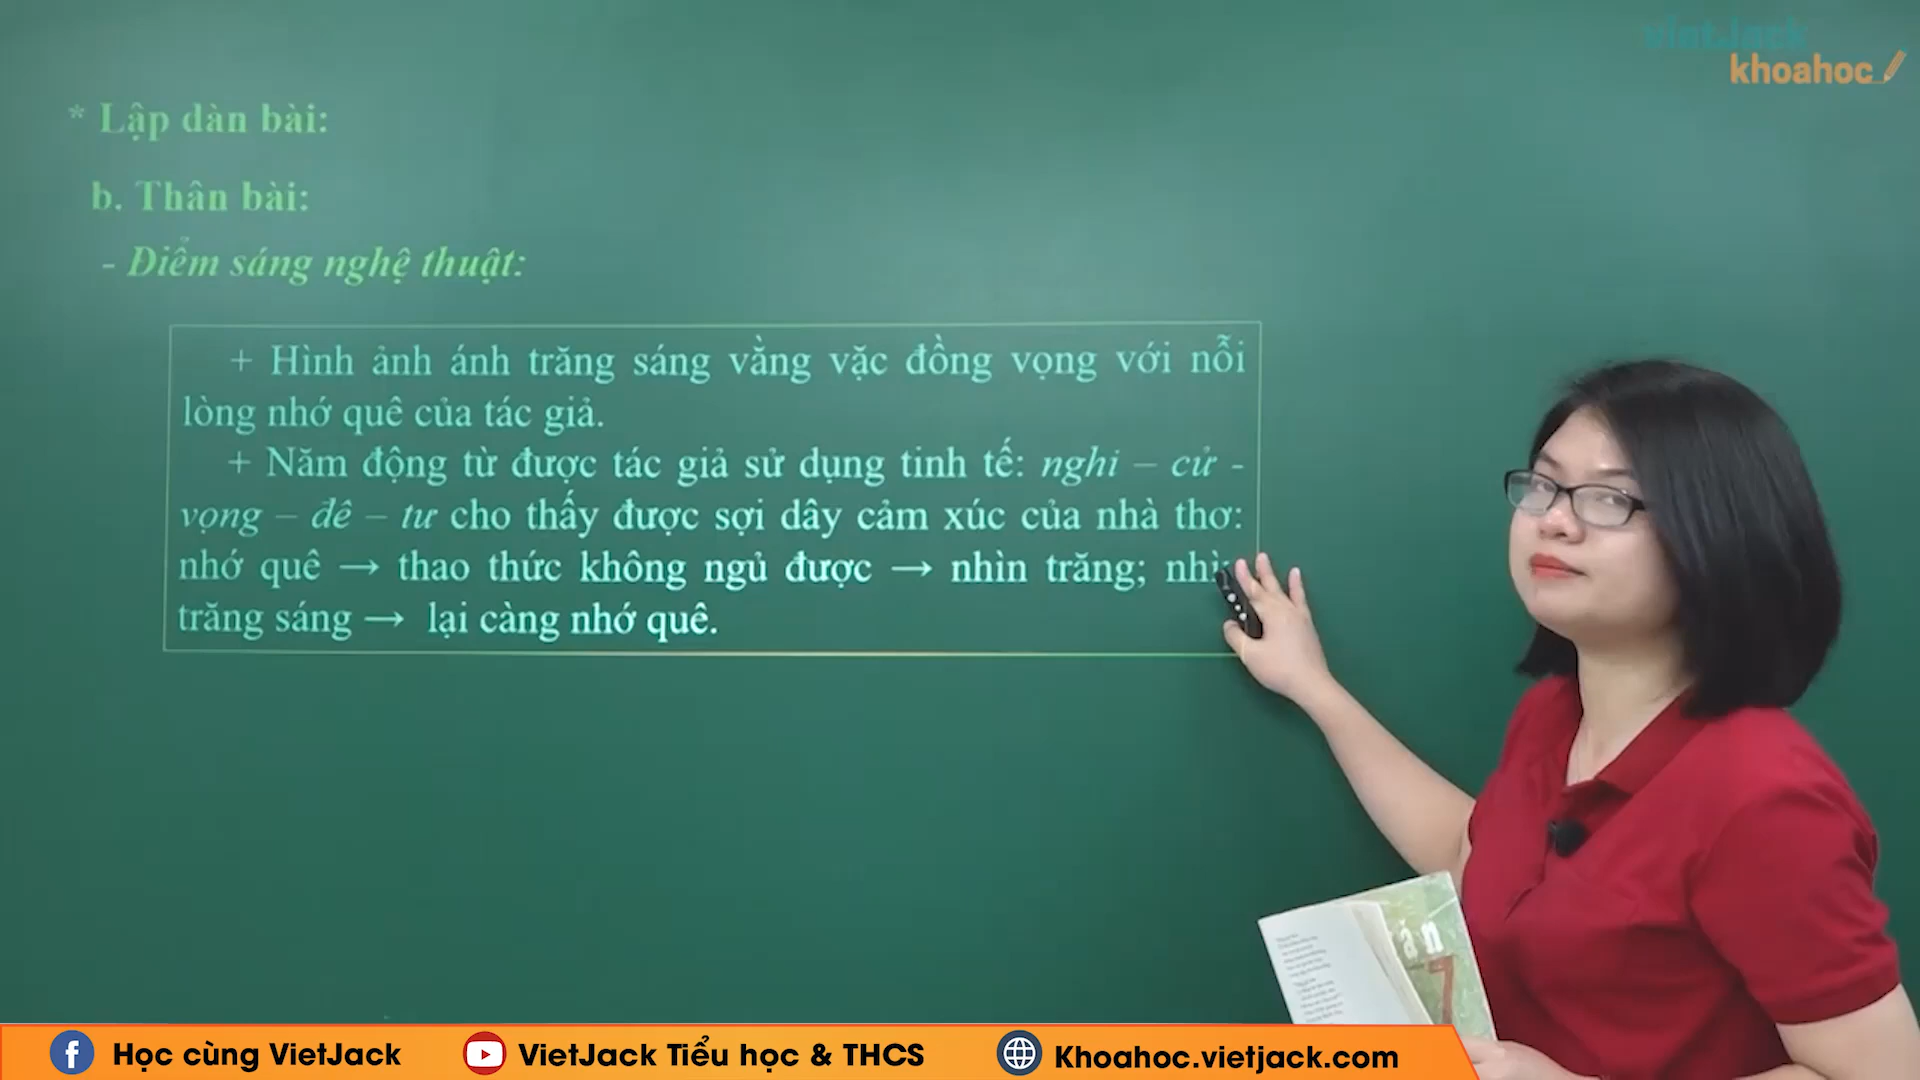 vietJack
khoahoc
* Lập dàn bài:
b. Thân bài:
- Điểm sáng nghệ thuật:
+ Hình ảnh ánh trăng sáng vằng vặc đồng vọng với nỗi
lòng nhớ quê của tác giả.
+ Năm động từ được tác giả sử dụng tinh tế: nghi – cử -
vọng – đê – tư cho thấy được sợi dây cảm xúc của nhà thơ:
nhớ quê → thao thức không ngủ được → nhìn trăng;
trăng sáng → lại càng nhớ quê.
ăn
7
Học cùng VietJack
VietJack Tiểu học & THCS
Khoahoc.vietjack.com